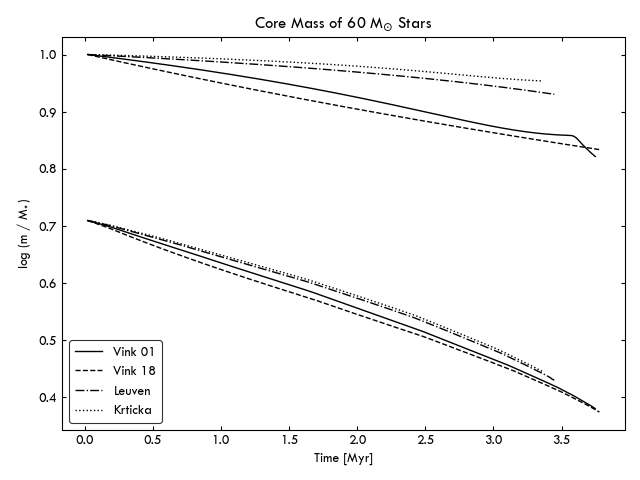 Core Mass of 60 M⊙ Stars
log (m / M⋆)
1.0
0.9
0.8
0.7
0.6
0.5
0.4
Vink 01
Vink 18
Leuven
Krticka
0.0 0.5 1.0 1.5 2.0 2.5 3.0 3.5
Time [Myr]